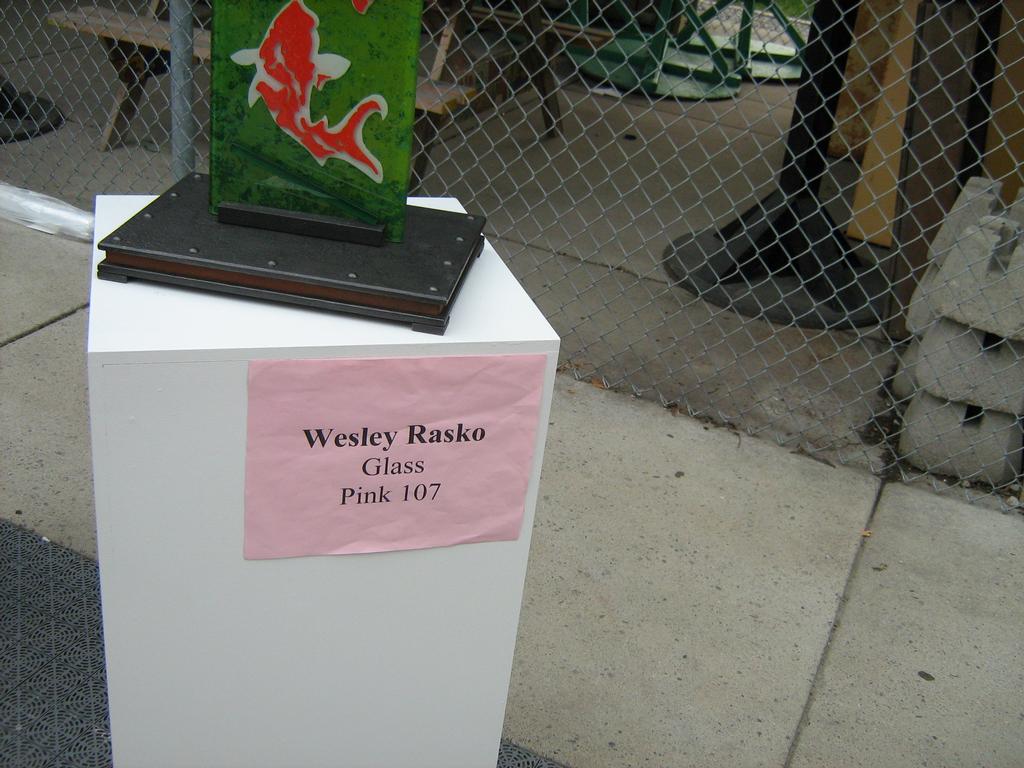 Wesley Rasko
Glass
Pink 107